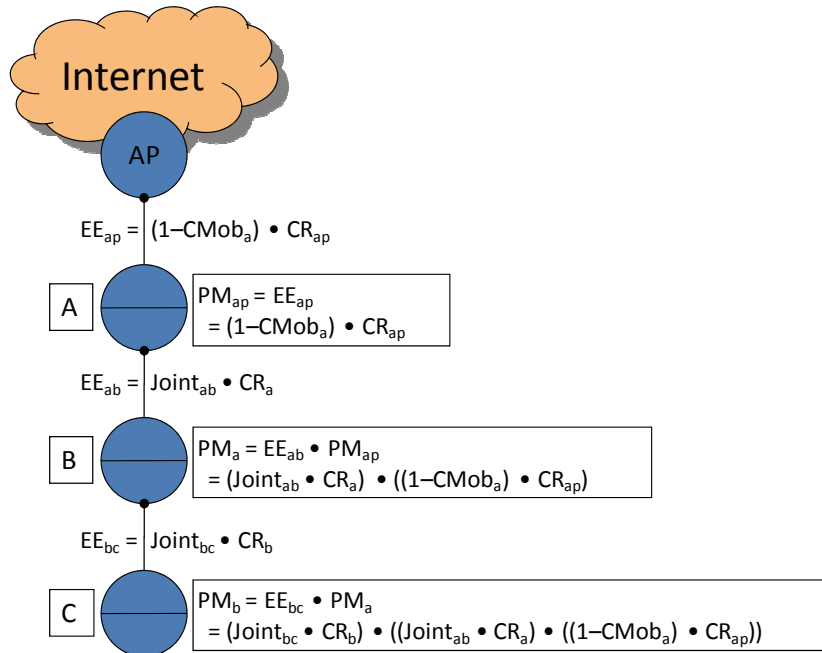 Internet
AP
EEap = (1–CMoba) • CRap
A
PMap = EEap
= (1–CMoba) • CRap
EEab = Jointab • CRa
B
PMa = EEab • PMap
= (Jointab • CRa) • ((1–CMoba) • CRap)
EEbc = Jointbc • CRb
C
PMb = EEbc • PMa
= (Jointbc • CRb) • ((Jointab • CRa) • ((1–CMoba) • CRap))